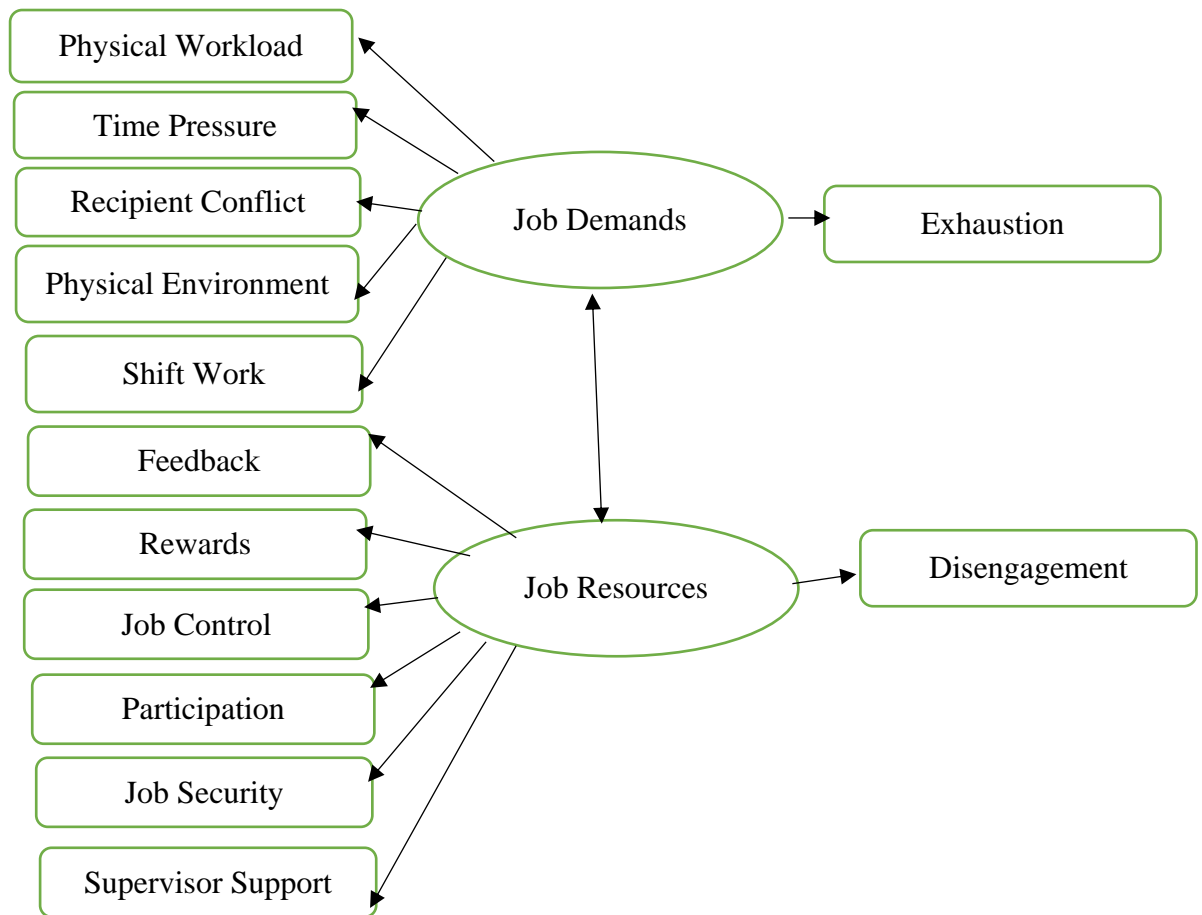 Physical Workload
Time Pressure
Recipient Conflict
Physical Environment
Shift Work
Feedback
Rewards
Job Control
Participation
Job Security
Supervisor Support
Job Demands
Job Resources
Exhaustion
Disengagement